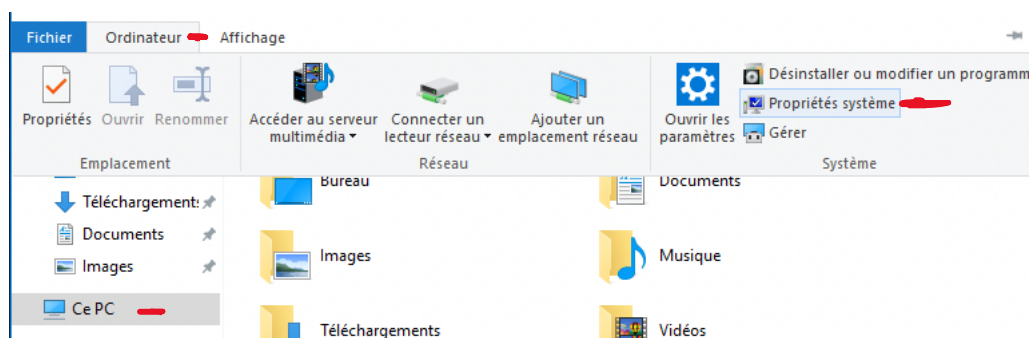 Fichier Ordinateur Affichage
Propriétés Ouvrir Renommer
Emplacement
Accéder au serveur
multimédia
Connecter un
lecteur réseau
Ajouter un
emplacement réseau
Réseau
Ouvrir les
paramètres
Désinstaller ou modifier un programm
Propriétés système
Gérer
Système
Téléchargements
Documents
Images
Ce PC
Bureau
Documents
Images
Musique
Téléchargements
Vidéos